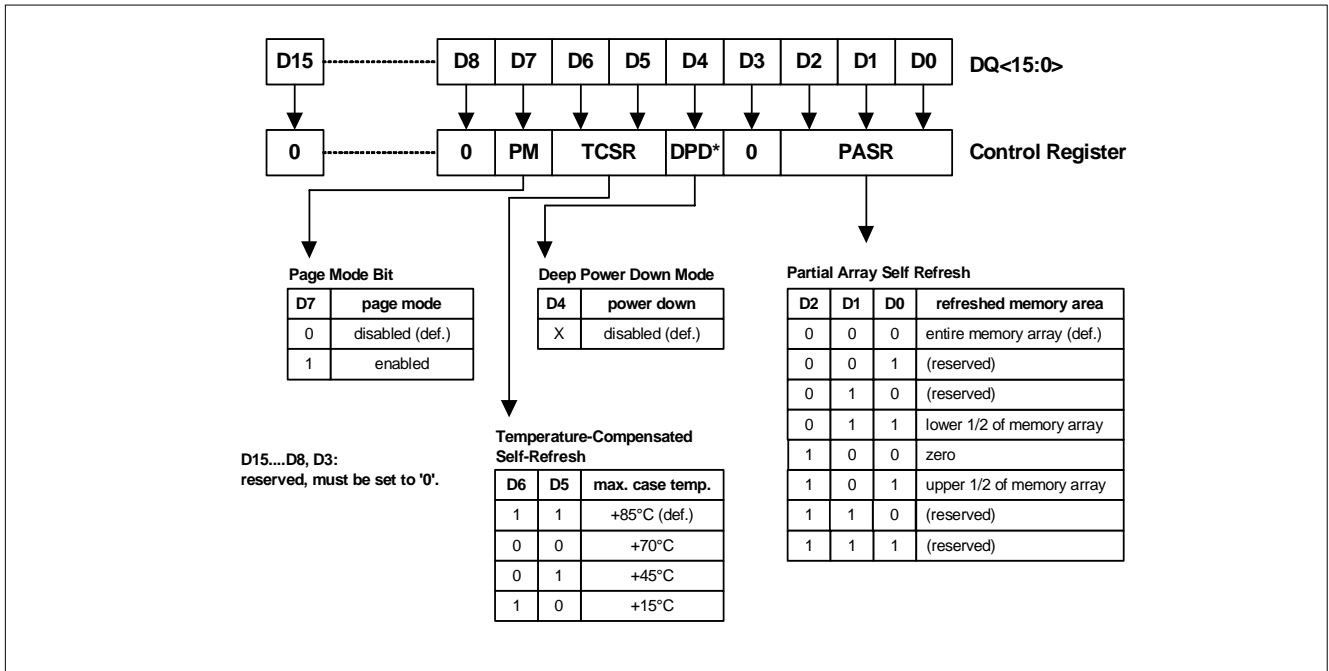 D15 D8 D7 D6 D5 D4 D3 D2 D1 D0 DQ<15:0>
0 0 PM TCSR DPD* 0 PASR Control Register
Page Mode Bit
D7 page mode
0 disabled (def.)
1 enabled
Deep Power Down Mode
D4 power down
X disabled (def.)
Partial Array Self Refresh
D2 D1 D0 refreshed memory area
0 0 0 entire memory array (def.)
0 0 1 (reserved)
0 1 0 (reserved)
0 1 1 lower 1/2 of memory array
1 0 0 zero
1 0 1 upper 1/2 of memory array
1 1 0 (reserved)
1 1 1 (reserved)
D15....D8, D3:
reserved, must be set to '0'.
Temperature-Compensated
Self-Refresh
D6 D5 max. case temp.
1 1 +85°C (def.)
0 0 +70°C
0 1 +45°C
1 0 +15°C